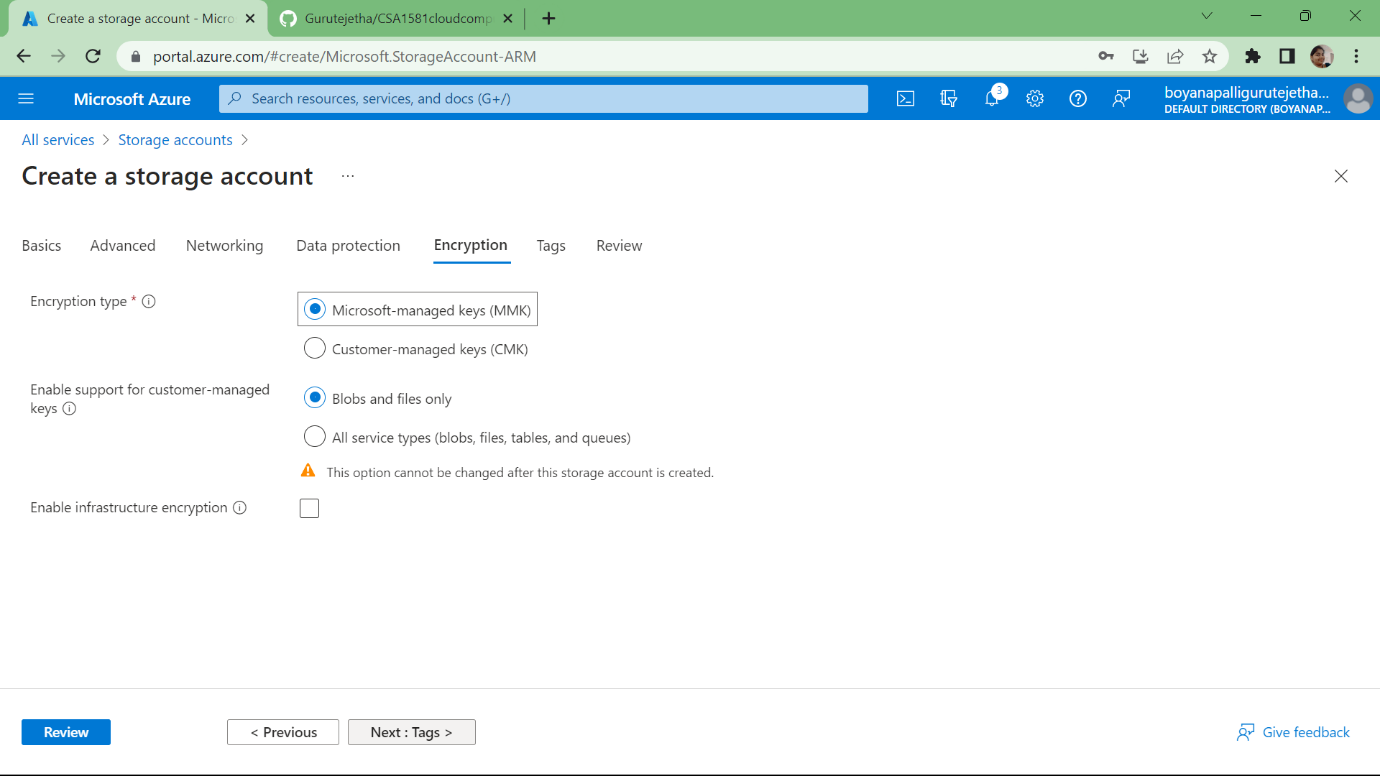 Create a storage account - Micro
Gurutejetha/CSA1581cloudcomp
portal.azure.com/#create/Microsoft.StorageAccount-ARM
Microsoft Azure
Search resources, services, and docs (G+/)
3
boyanapalligurutejetha...
DEFAULT DIRECTORY (BOYANAP...
All services > Storage accounts >
Create a storage account ...
Basics Advanced Networking Data protection Encryption Tags Review
Encryption type *
Microsoft-managed keys (MMK)
Customer-managed keys (CMK)
Enable support for customer-managed
keys
Blobs and files only
All service types (blobs, files, tables, and queues)
This option cannot be changed after this storage account is created.
Enable infrastructure encryption
Review
< Previous
Next : Tags >
Give feedback